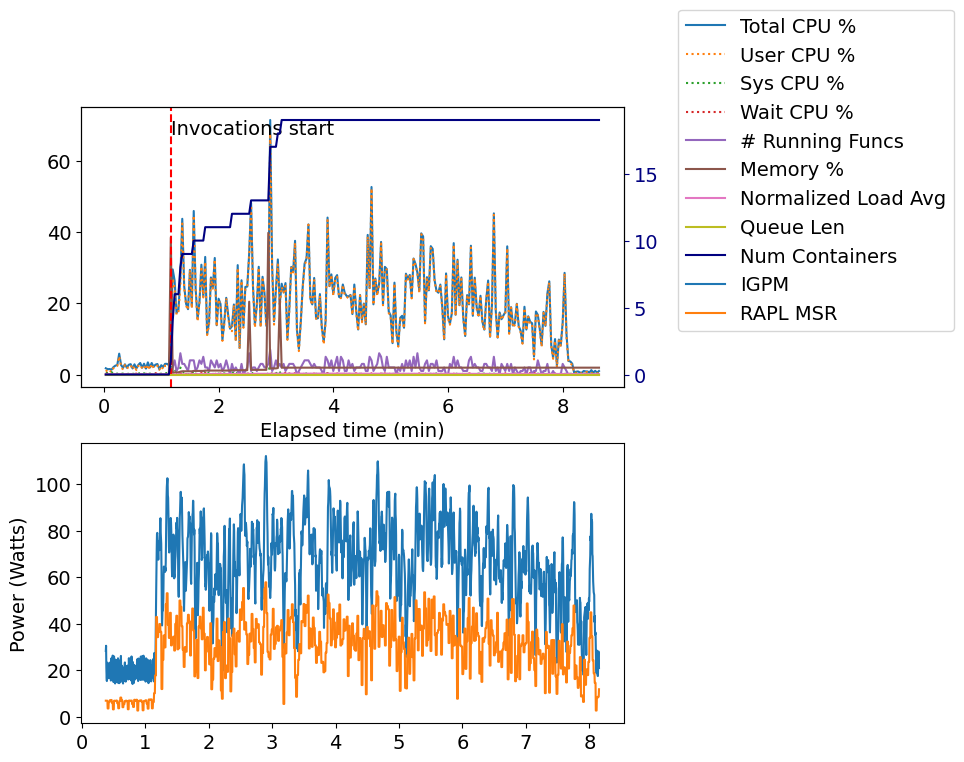 Total CPU %
User CPU %
Sys CPU %
Wait CPU %
# Running Funcs
Memory %
Normalized Load Avg
Queue Len
Num Containers
IGPM
RAPL MSR
Invocations start
60
40
20
0
15
10
5
0
0 2 4 6 8
Elapsed time (min)
Power (Watts)
100
80
60
40
20
0
0 1 2 3 4 5 6 7 8